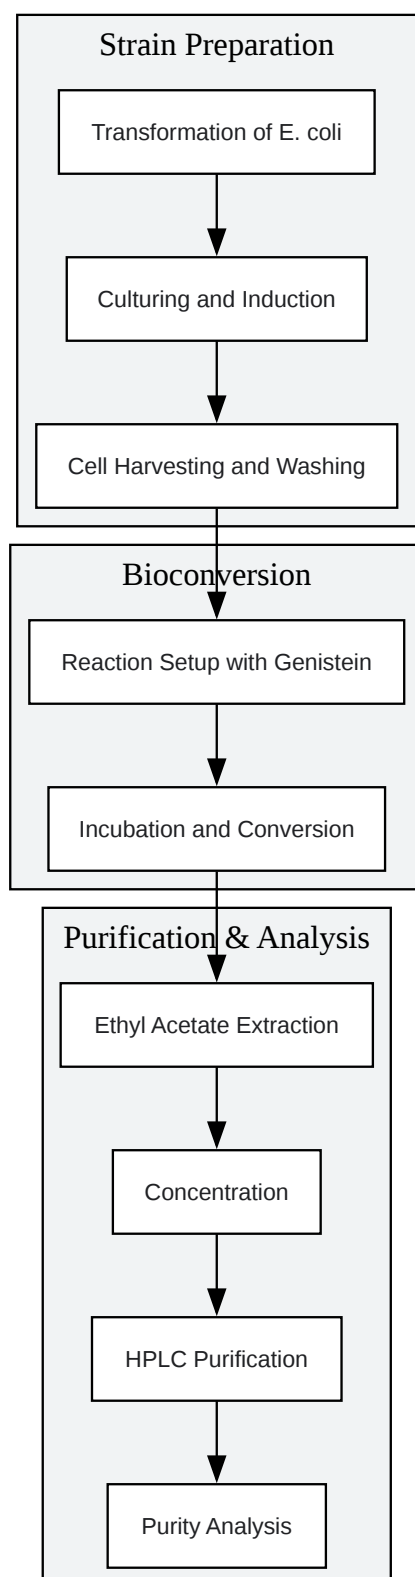 Strain Preparation
Transformation of E. coli
Culturing and Induction
Cell Harvesting and Washing
Bioconversion
Reaction Setup with Genistein
Incubation and Conversion
Purification & Analysis
Ethyl Acetate Extraction
Concentration
HPLC Purification
Purity Analysis